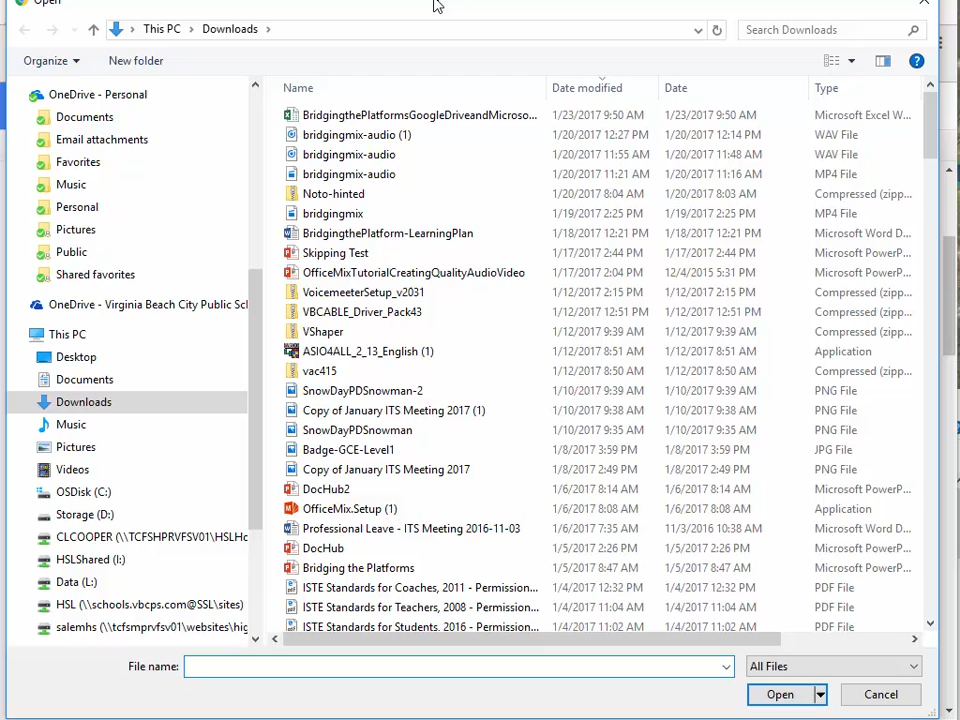 Open
This PC > Downloads >
Search Downloads
Organize
New folder
OneDrive - Personal
Documents
Email attachments
Favorites
Music
Personal
Pictures
Public
Shared favorites
OneDrive - Virginia Beach City Public Scl
This PC
Desktop
Documents
Downloads
Music
Pictures
Videos
OSDisk (C:)
Storage (D:)
CLCOOPER (\\TCFSHPRVFSV01\HSLHc
HSLShared (I:)
Data (L:)
HSL (\\schools.vbcps.com@SSL\sites)
salemhs (\\tcfsmprvfsv01\websites\hig
Name Date modified Date Type
BridgingthePlatformsGoogleDriveandMicroso... 1/23/2017 9:50 AM 1/23/2017 9:50 AM Microsoft Excel W...
bridgingmix-audio (1) 1/20/2017 12:27 PM 1/20/2017 12:14 PM WAV File
bridgingmix-audio 1/20/2017 11:55 AM 1/20/2017 11:48 AM WAV File
bridgingmix-audio 1/20/2017 11:21 AM 1/20/2017 11:16 AM MP4 File
Noto-hinted 1/20/2017 8:04 AM 1/20/2017 8:03 AM Compressed (zipp...
bridgingmix 1/19/2017 2:25 PM 1/19/2017 2:25 PM MP4 File
BridgingthePlatform-LearningPlan 1/18/2017 12:21 PM 1/18/2017 12:21 PM Microsoft Word D...
Skipping Test 1/17/2017 2:44 PM 1/17/2017 2:44 PM Microsoft PowerP...
OfficeMixTutorialCreatingQualityAudioVideo 1/17/2017 2:04 PM 12/4/2015 5:31 PM Microsoft PowerP...
VoicemeeterSetup_v2031 1/12/2017 2:15 PM 1/12/2017 2:15 PM Compressed (zipp...
VBCABLE_Driver_Pack43 1/12/2017 12:51 PM 1/12/2017 12:51 PM Compressed (zipp...
VShaper 1/12/2017 9:39 AM 1/12/2017 9:39 AM Compressed (zipp...
ASIO4ALL_2_13_English (1) 1/12/2017 8:51 AM 1/12/2017 8:51 AM Application
vac415 1/12/2017 8:50 AM 1/12/2017 8:50 AM Compressed (zipp...
SnowDayPDSnowman-2 1/10/2017 9:39 AM 1/10/2017 9:39 AM PNG File
Copy of January ITS Meeting 2017 (1) 1/10/2017 9:38 AM 1/10/2017 9:38 AM PNG File
SnowDayPDSnowman 1/10/2017 9:35 AM 1/10/2017 9:35 AM PNG File
Badge-GCE-Level1 1/8/2017 3:59 PM 1/8/2017 3:59 PM JPG File
Copy of January ITS Meeting 2017 1/8/2017 2:49 PM 1/8/2017 2:49 PM PNG File
DocHub2 1/6/2017 8:14 AM 1/6/2017 8:14 AM Microsoft PowerP...
OfficeMix.Setup (1) 1/6/2017 8:08 AM 1/6/2017 8:08 AM Application
Professional Leave - ITS Meeting 2016-11-03 1/6/2017 7:35 AM 11/3/2016 10:38 AM Microsoft Word D...
DocHub 1/5/2017 2:26 PM 1/5/2017 2:26 PM Microsoft PowerP...
Bridging the Platforms 1/5/2017 8:47 AM 1/5/2017 8:47 AM Microsoft PowerP...
ISTE Standards for Coaches, 2011 - Permission... 1/4/2017 12:32 PM 1/4/2017 12:32 PM PDF File
ISTE Standards for Teachers, 2008 - Permission... 1/4/2017 11:04 AM 1/4/2017 11:04 AM PDF File
ISTE Standards for Students, 2016 - Permission... 1/4/2017 11:02 AM 1/4/2017 11:02 AM PDF File
File name:
All Files
Open
Cancel